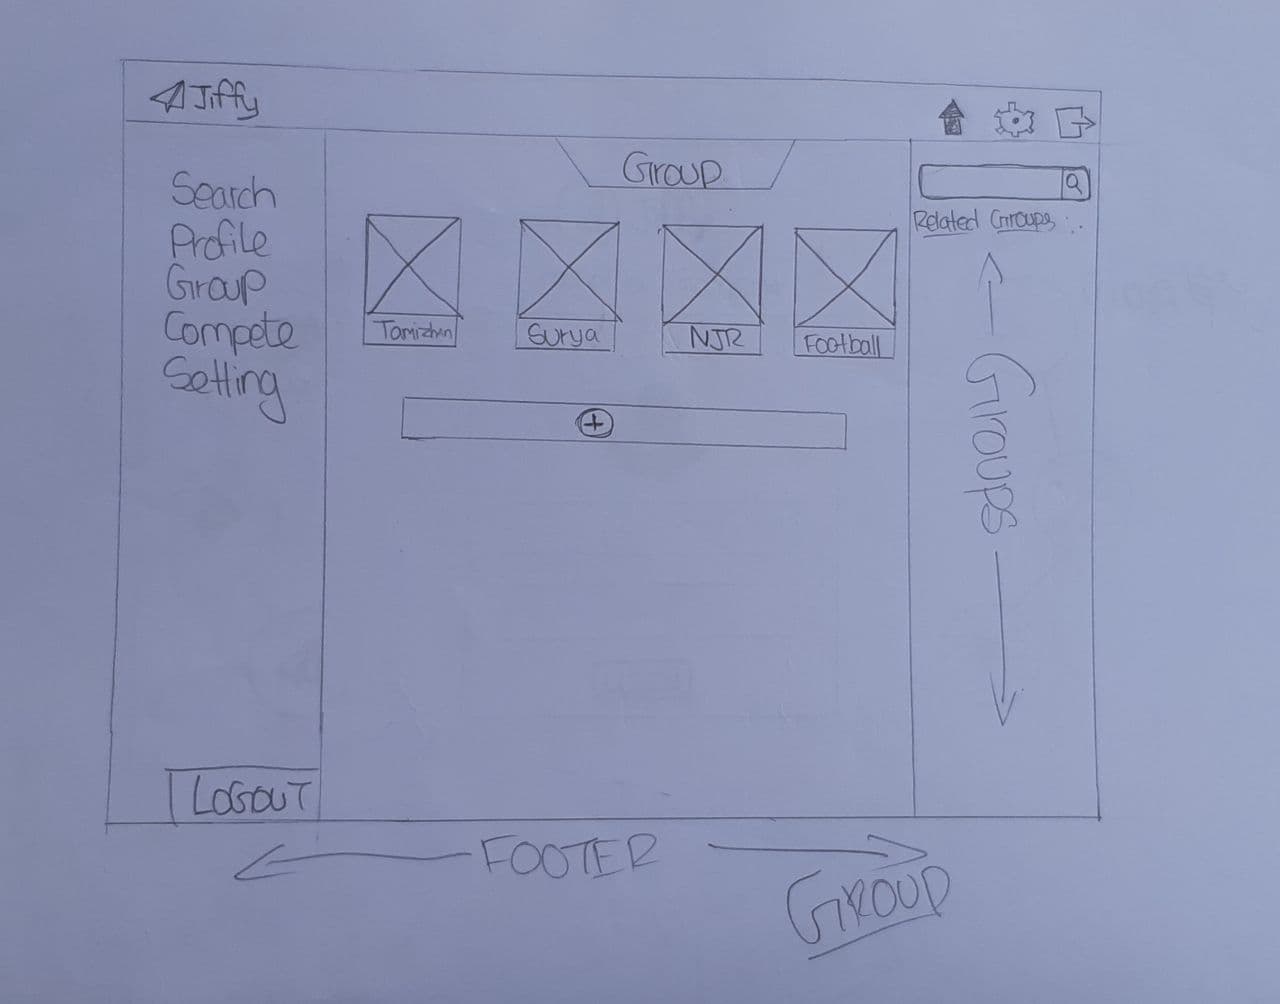 Jiffy
Search
Profile
Group
Compete
Setting
LOGOUT
Group
Tamizhan
Surya
NJR
Football
+
Related Groups :.
Groups
FOOTER
GROUP